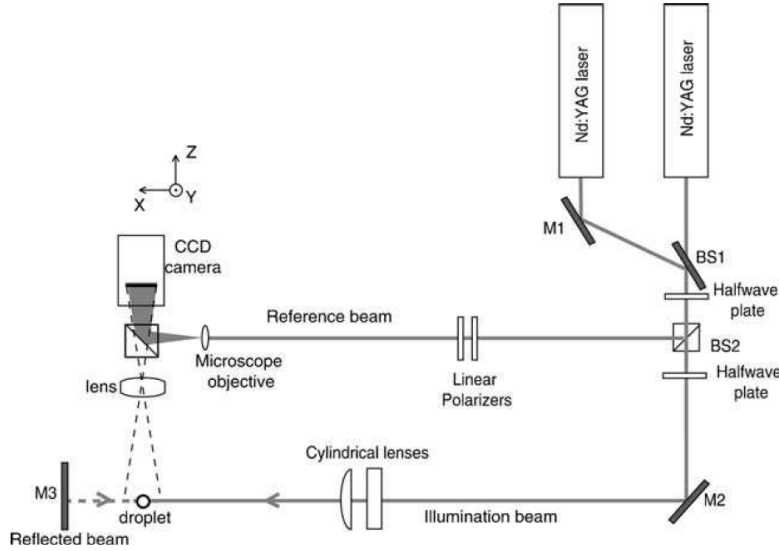 Nd:YAG laser
Nd:YAG laser
Z
X
Y
M1
BS1
CCD
camera
Halfwave
plate
Reference beam
BS2
Microscope
objective
Linear
Polarizers
Halfwave
plate
lens
Cylindrical lenses
M3
M2
droplet
Illumination beam
Reflected beam